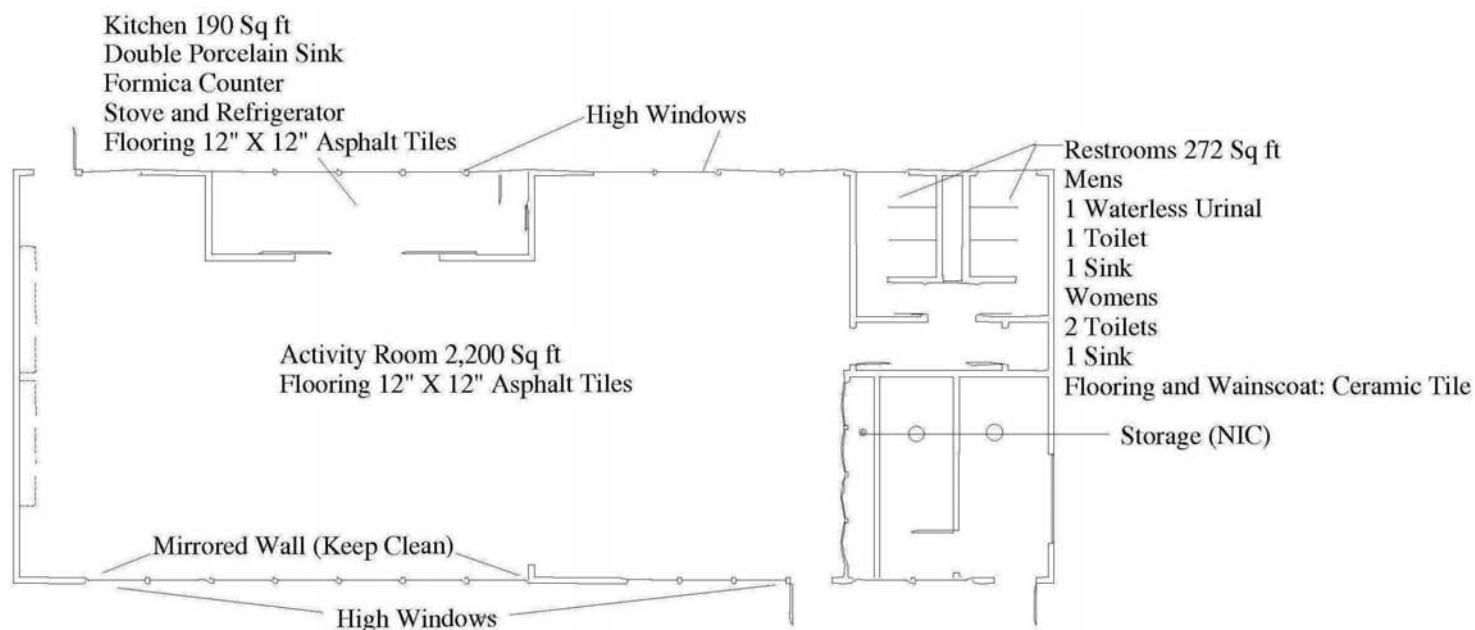 Kitchen 190 Sq ft
Double Porcelain Sink
Formica Counter
Stove and Refrigerator
Flooring 12" X 12" Asphalt Tiles
High Windows
Restrooms 272 Sq ft
Mens
1 Waterless Urinal
1 Toilet
1 Sink
Womens
2 Toilets
1 Sink
Flooring and Wainscoat: Ceramic Tile
Activity Room 2,200 Sq ft
Flooring 12" X 12" Asphalt Tiles
Storage (NIC)
Mirrored Wall (Keep Clean)
High Windows